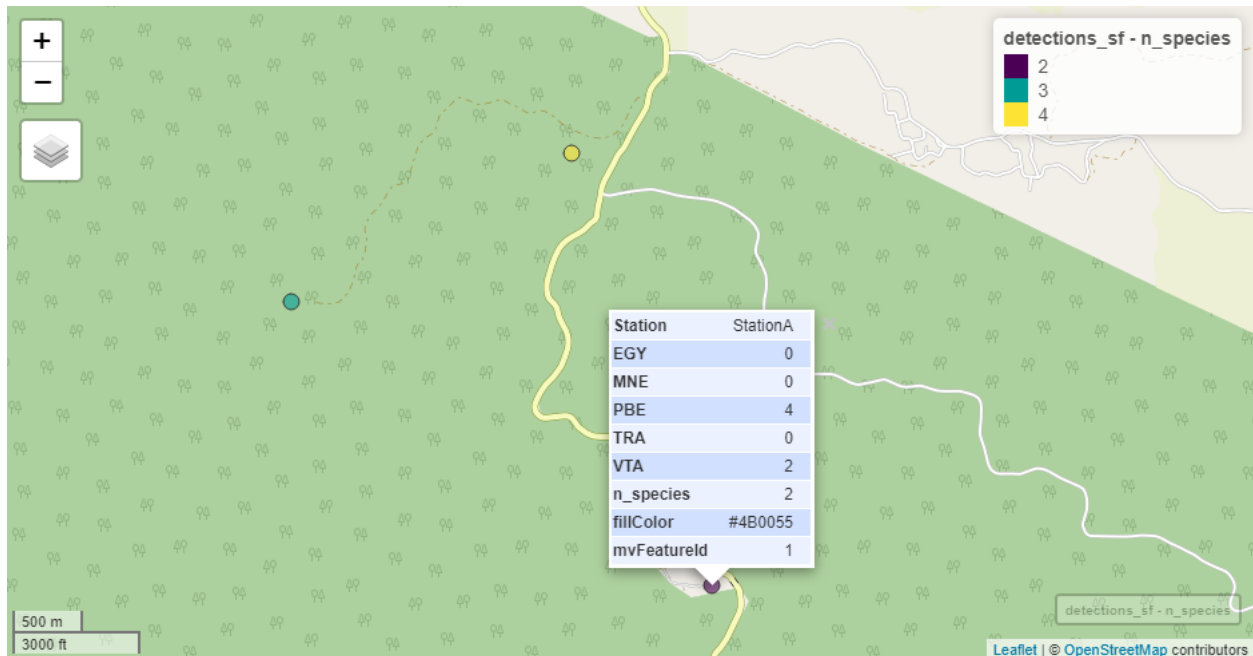 +
−
detections_sf - n_species
2
3
4
Station StationA
EGY 0
MNE 0
PBE 4
TRA 0
VTA 2
n_species 2
fillColor #4B0055
mvFeatureId 1
500 m
3000 ft
detections_sf - n_species
Leaflet | © OpenStreetMap contributors